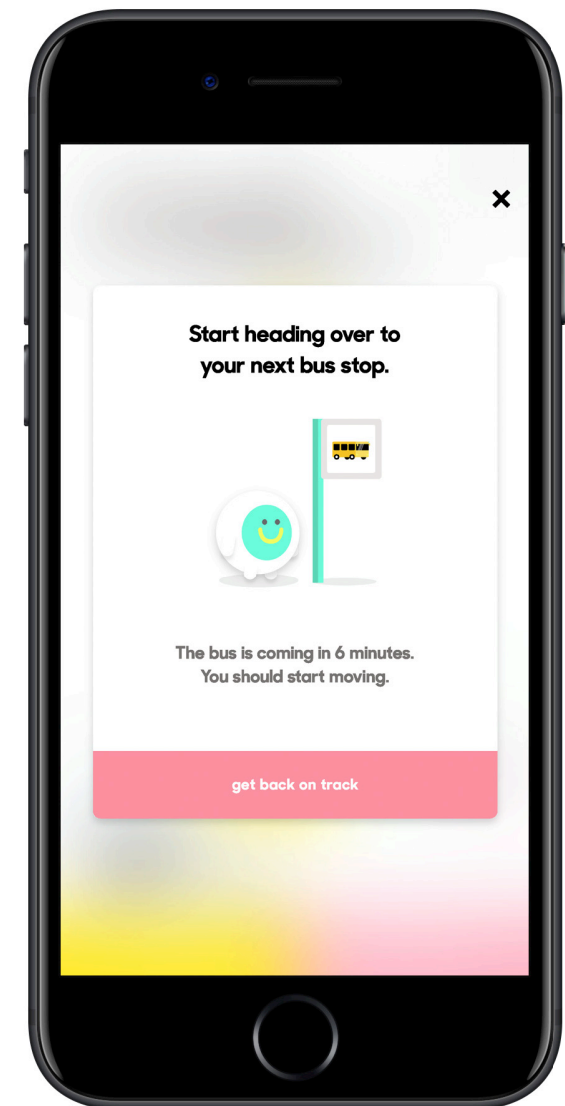 Start heading over to
your next bus stop.
The bus is coming in 6 minutes.
You should start moving.
get back on track